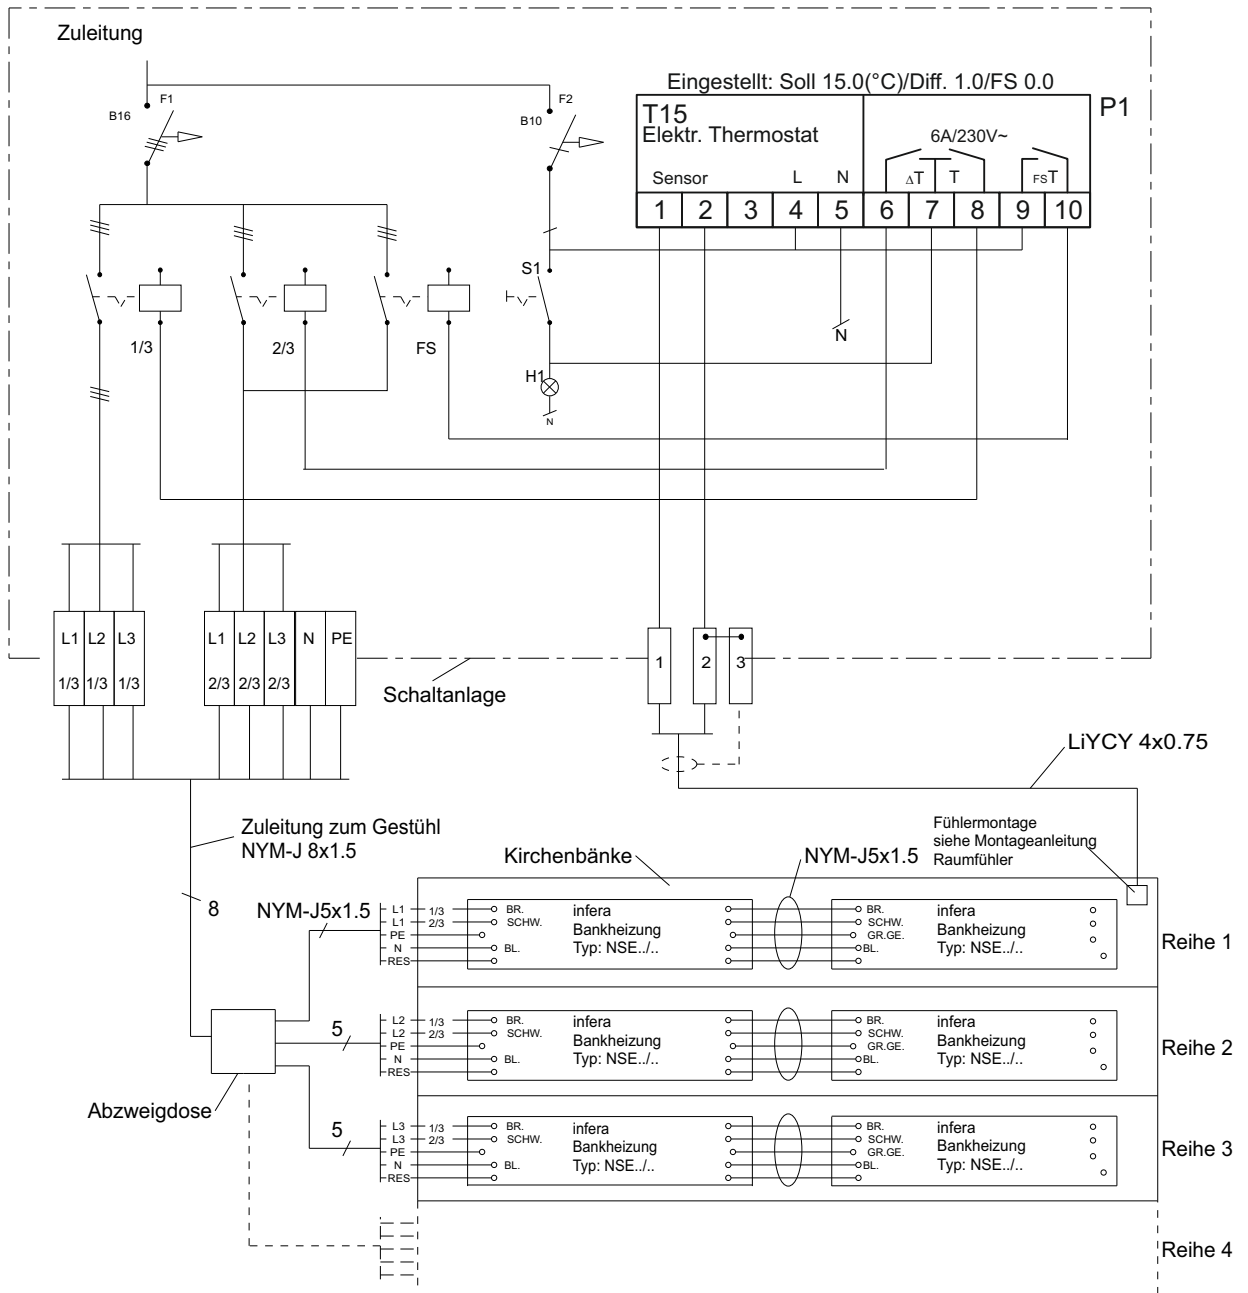 Zuleitung
Eingestellt: Soll 15.0(°C)/Diff. 1.0/FS 0.0
F1
B16
F2
B10
T15
Elektr. Thermostat
P1
6A/230V~
Sensor L N ΔT T FST
1 2 3 4 5 6 7 8 9 10
S1
N
1/3
2/3
FS
H1
N
L1 L2 L3
1/3 1/3 1/3
L1 L2 L3 N PE
2/3 2/3 2/3
1 2 3
Schaltanlage
LiYCY 4x0.75
Zuleitung zum Gestühl
NYM-J 8x1.5
8
Fühlermontage
siehe Montageanleitung
Raumfühler
Kirchenbänke
NYM-J5x1.5
NYM-J5x1.5
L1 1/3 BR.
L1 2/3 SCHW.
PE
N BL.
RES
infera
Bankheizung
Typ: NSE../..
BR.
SCHW.
GR.GE.
BL.
infera
Bankheizung
Typ: NSE../..
Reihe 1
5
L2 1/3 BR.
L2 2/3 SCHW.
PE
N BL.
RES
infera
Bankheizung
Typ: NSE../..
BR.
SCHW.
GR.GE.
BL.
infera
Bankheizung
Typ: NSE../..
Reihe 2
Abzweigdose
5
L3 1/3 BR.
L3 2/3 SCHW.
PE
N BL.
RES
infera
Bankheizung
Typ: NSE../..
BR.
SCHW.
GR.GE.
BL.
infera
Bankheizung
Typ: NSE../..
Reihe 3
Reihe 4